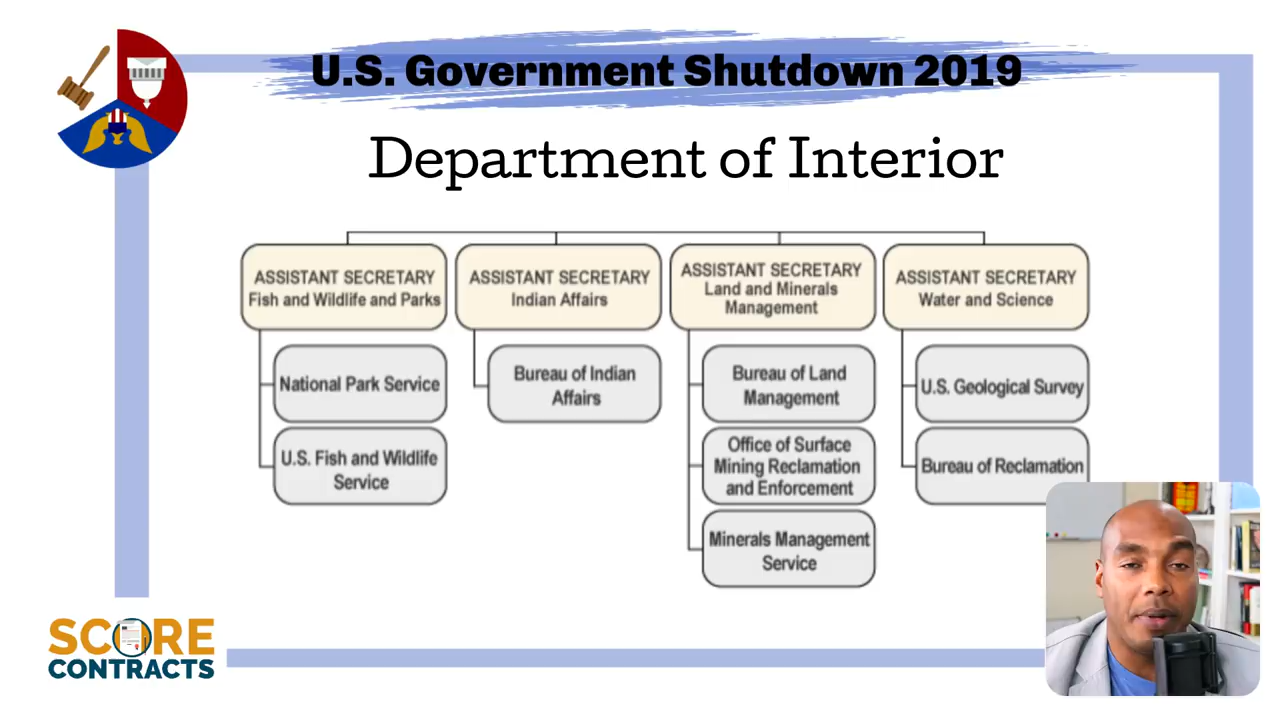 U.S. Government Shutdown 2019
Department of Interior
ASSISTANT SECRETARY
Fish and Wildlife and Parks
National Park Service
U.S. Fish and Wildlife
Service
ASSISTANT SECRETARY
Indian Affairs
Bureau of Indian
Affairs
ASSISTANT SECRETARY
Land and Minerals
Management
Bureau of Land
Management
Office of Surface
Mining Reclamation
and Enforcement
Minerals Management
Service
ASSISTANT SECRETARY
Water and Science
U.S. Geological Survey
Bureau of Reclamation
SCORE
CONTRACTS